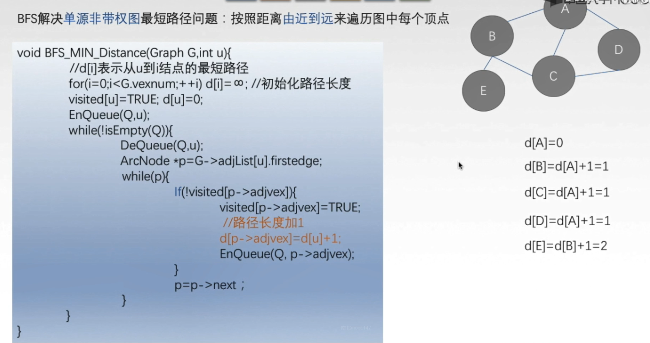 BFS解决单源非带权图最短路径问题：按照距离由近到远来遍历图中每个顶点
void BFS_MIN_Distance(Graph G,int u){
//d[i]表示从u到i结点的最短路径
for(i=0;i<G.vexnum;++i) d[i]=∞; //初始化路径长度
visited[u]=TRUE; d[u]=0;
EnQueue(Q,u);
while(!isEmpty(Q)){
DeQueue(Q,u);
ArcNode *p=G->adjList[u].firstedge;
while(p){
If(!visited[p->adjvex]){
visited[p->adjvex]=TRUE;
//路径长度加1
d[p->adjvex]=d[u]+1;
EnQueue(Q, p->adjvex);
}
p=p->next；
}
}
}
A
B
D
C
E
d[A]=0
d[B]=d[A]+1=1
d[C]=d[A]+1=1
d[D]=d[A]+1=1
d[E]=d[B]+1=2